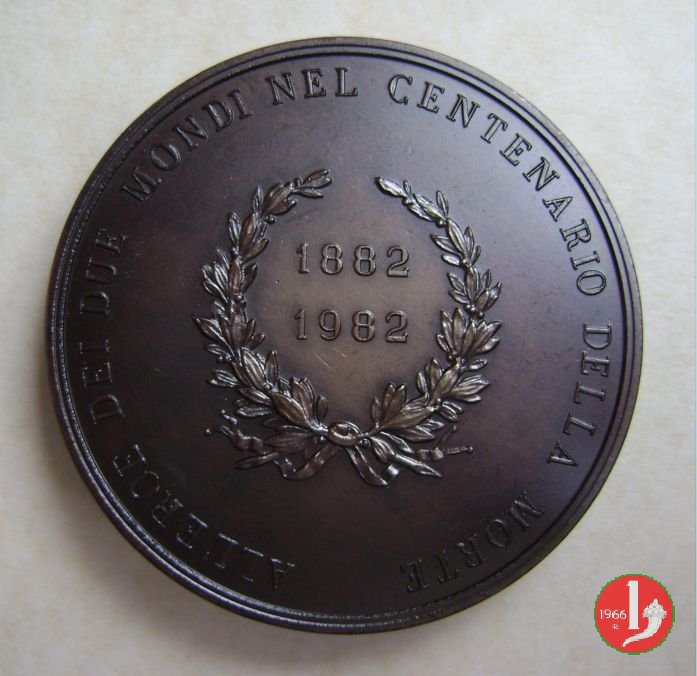 ALL'EROE DEI DUE MONDI NEL CENTENARIO DELLA MORTE
1882
1982
1966